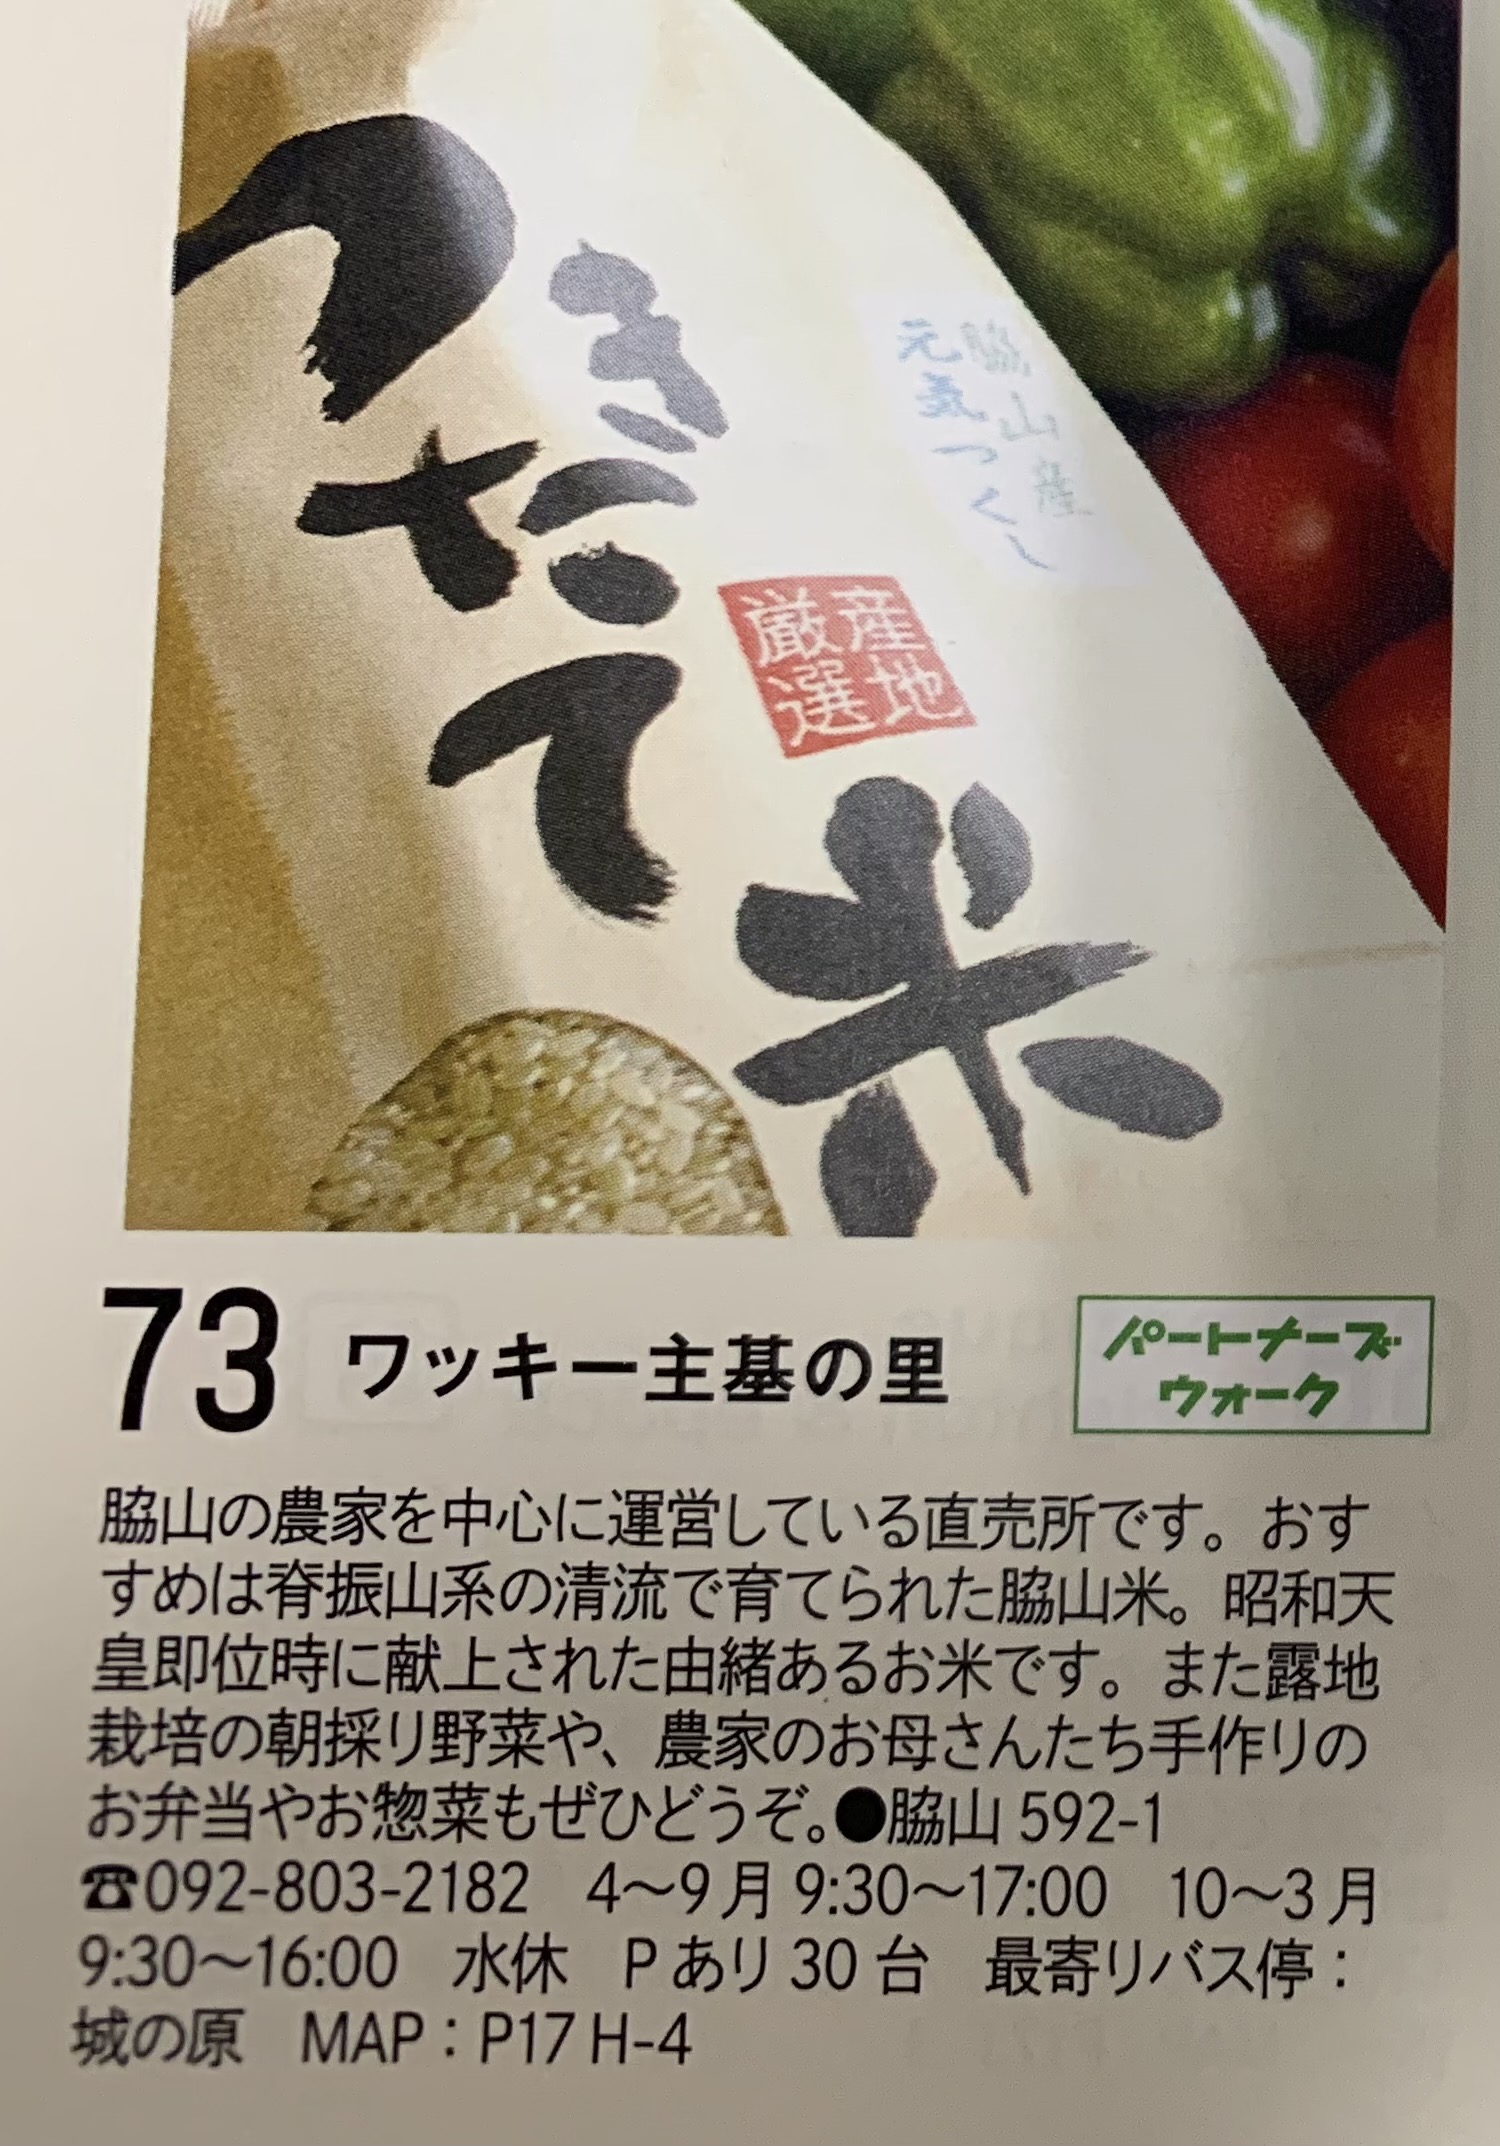 つきたて
米
脇山産
元気つくし
産地
厳選
73 ワッキー主基の里
パートナーズ
ウォーク
脇山の農家を中心に運営している直売所です。おす
すめは脊振山系の清流で育てられた脇山米。昭和天
皇即位時に献上された由緒あるお米です。また露地
栽培の朝採り野菜や、農家のお母さんたち手作りの
お弁当やお惣菜もぜひどうぞ。●脇山 592-1
☎092-803-2182　4〜9月 9:30〜17:00　10〜3月
9:30〜16:00　水休　Pあり30台　最寄りバス停：
城の原　MAP：P17 H-4